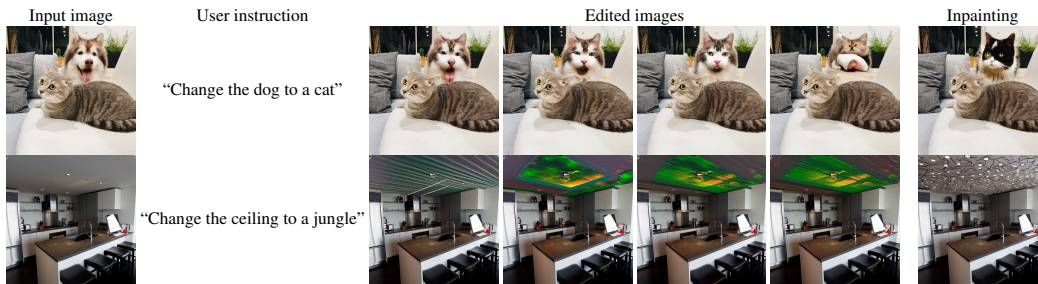 Input image User instruction Edited images Inpainting
“Change the dog to a cat”
“Change the ceiling to a jungle”